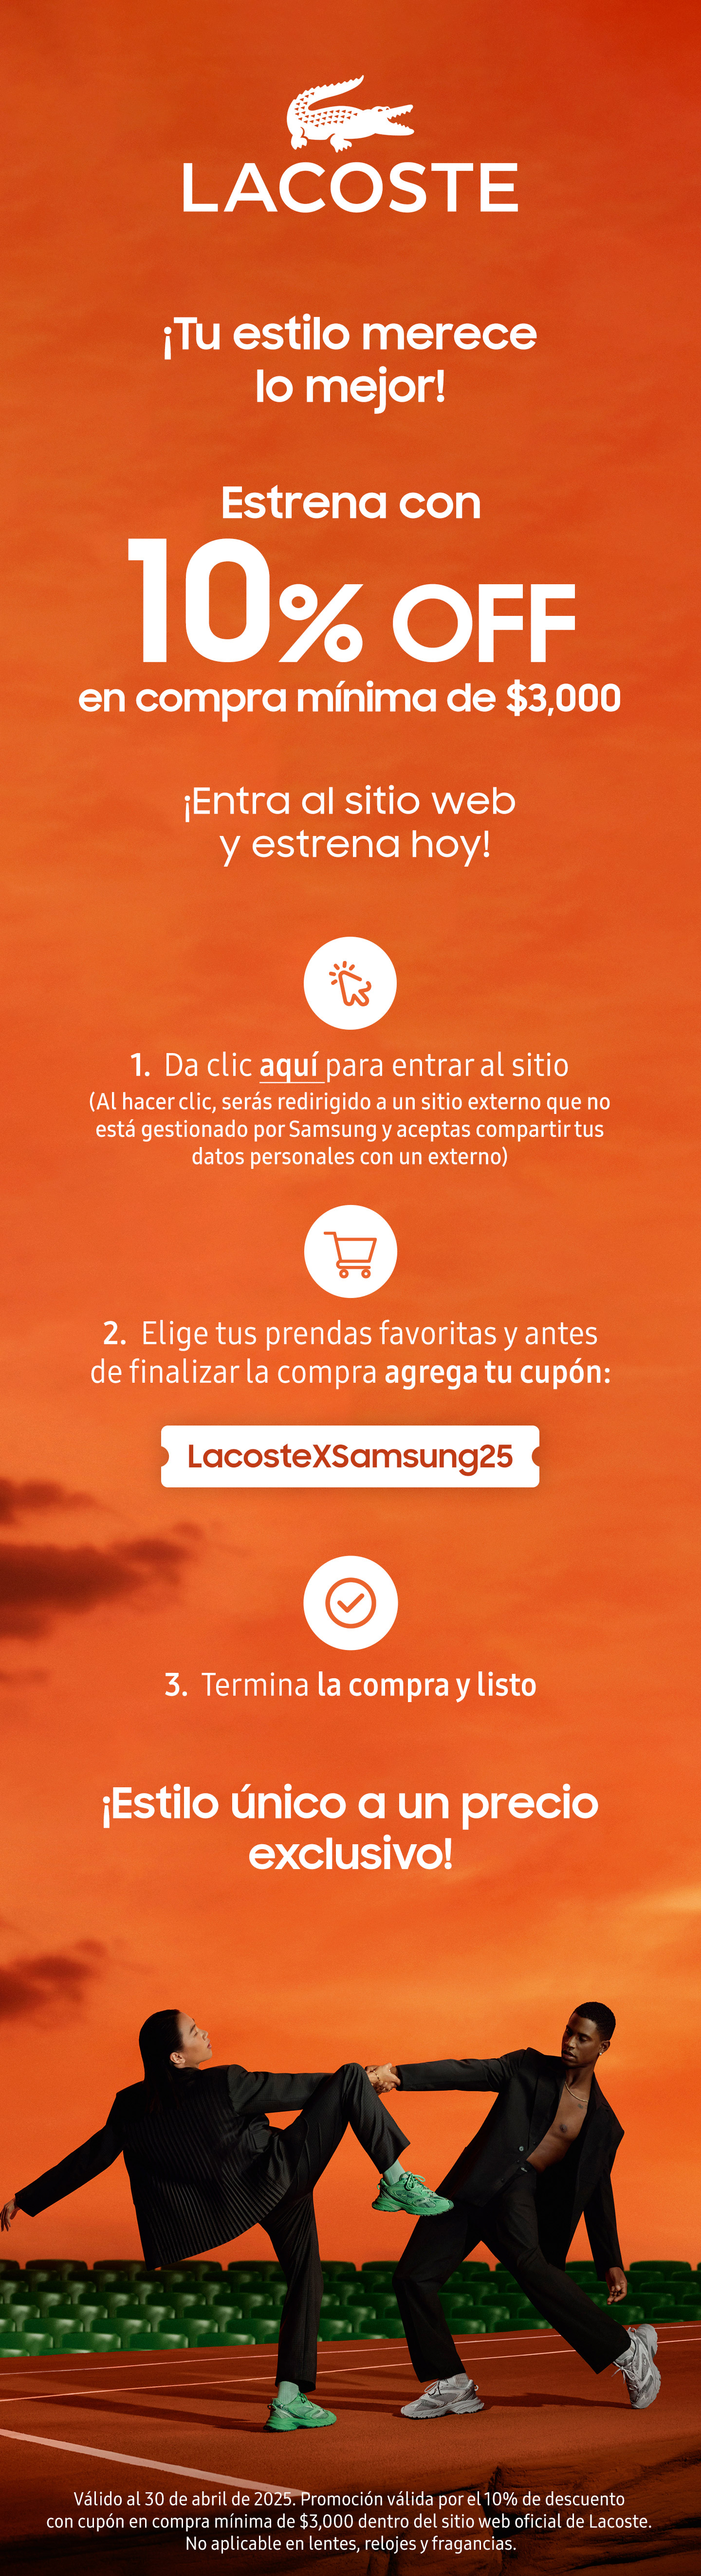 LACOSTE
¡Tu estilo merece
lo mejor!
Estrena con
10% OFF
en compra mínima de $3,000
¡Entra al sitio web
y estrena hoy!
1. Da clic aquí para entrar al sitio
(Al hacer clic, serás redirigido a un sitio externo que no
está gestionado por Samsung y aceptas compartir tus
datos personales con un externo)
2. Elige tus prendas favoritas y antes
de finalizar la compra agrega tu cupón:
LacosteXSamsung25
3. Termina la compra y listo
¡Estilo único a un precio
exclusivo!
Válido al 30 de abril de 2025. Promoción válida por el 10% de descuento
con cupón en compra mínima de $3,000 dentro del sitio web oficial de Lacoste.
No aplicable en lentes, relojes y fragancias.